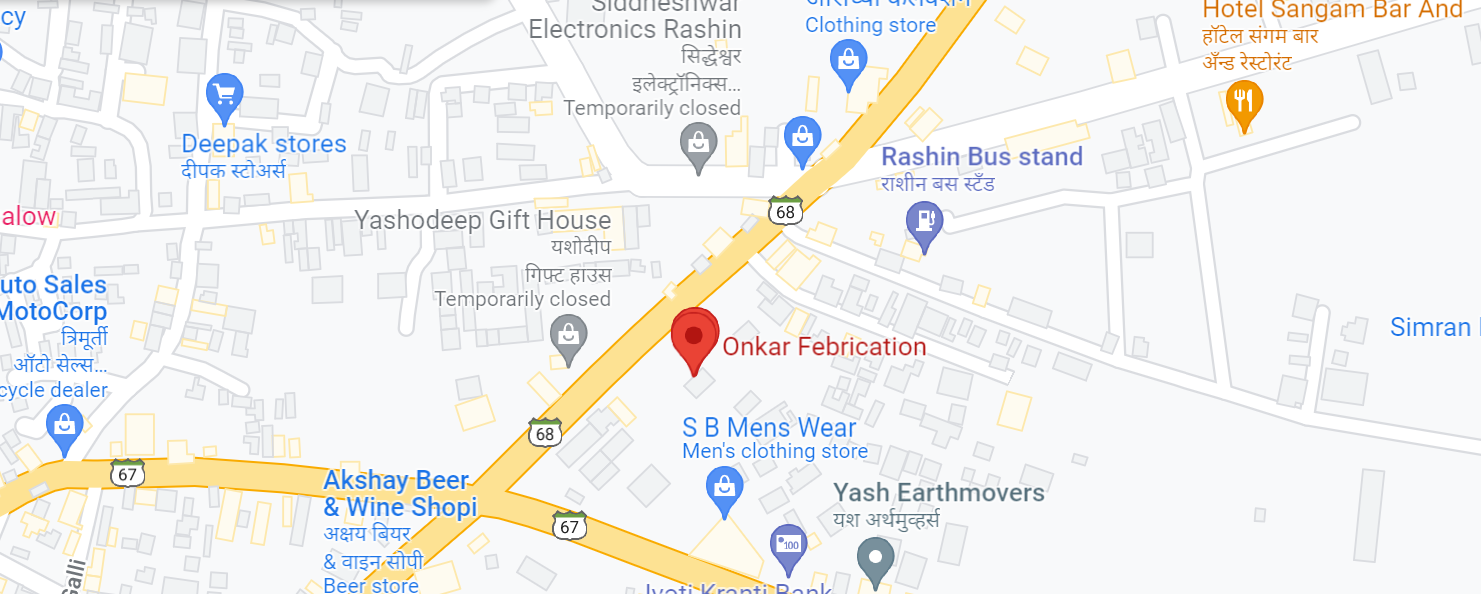 cy
Siddheshwar
Electronics Rashin
सिद्धेश्वर
इलेक्ट्रॉनिक्स...
Temporarily closed
Clothing store
Hotel Sangam Bar And
हॉटेल संगम बार
अँन्ड रेस्टोरंट
Deepak stores
दीपक स्टोअर्स
Rashin Bus stand
राशीन बस स्टँड
alow
Yashodeep Gift House
यशोदीप
गिफ्ट हाउस
Temporarily closed
68
uto Sales
MotoCorp
त्रिमूर्ती
ऑटो सेल्स...
cycle dealer
Onkar Febrication
Simran
68
S B Mens Wear
Men's clothing store
67
Akshay Beer
& Wine Shopi
अक्षय बियर
& वाइन सोपी
Beer store
67
100
Yash Earthmovers
यश अर्थमुव्हर्स
Galli
Jyoti Kranti Bank